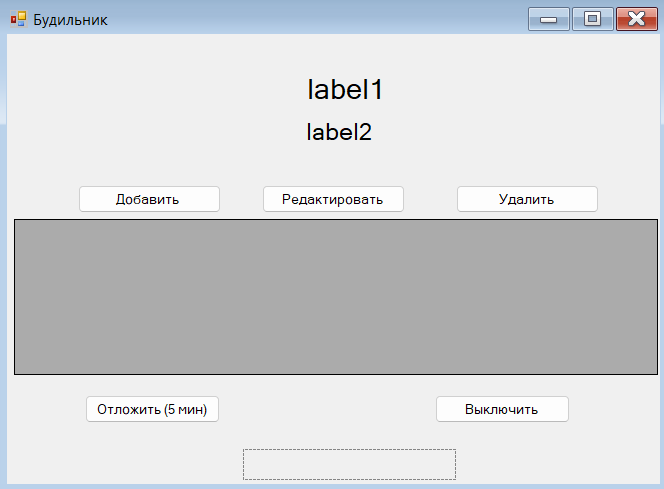 Будильник
label1
label2
Добавить Редактировать Удалить
Отложить (5 мин) Выключить